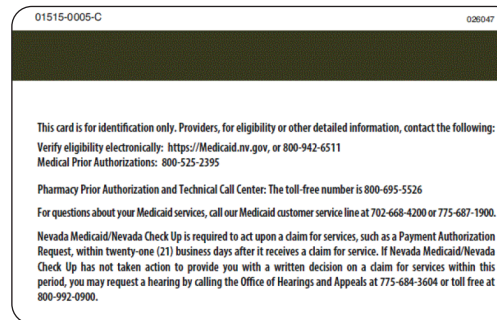 01515-0005-C 026047
This card is for identification only. Providers, for eligibility or other detailed information, contact the following:
Verify eligibility electronically: https://Medicaid.nv.gov, or 800-942-6511
Medical Prior Authorizations: 800-525-2395
Pharmacy Prior Authorization and Technical Call Center: The toll-free number is 800-695-5526
For questions about your Medicaid services, call our Medicaid customer service line at 702-668-4200 or 775-687-1900.
Nevada Medicaid/Nevada Check Up is required to act upon a claim for services, such as a Payment Authorization
Request, within twenty-one (21) business days after it receives a claim for service. If Nevada Medicaid/Nevada
Check Up has not taken action to provide you with a written decision on a claim for services within this
period, you may request a hearing by calling the Office of Hearings and Appeals at 775-684-3604 or toll free at
800-992-0900.